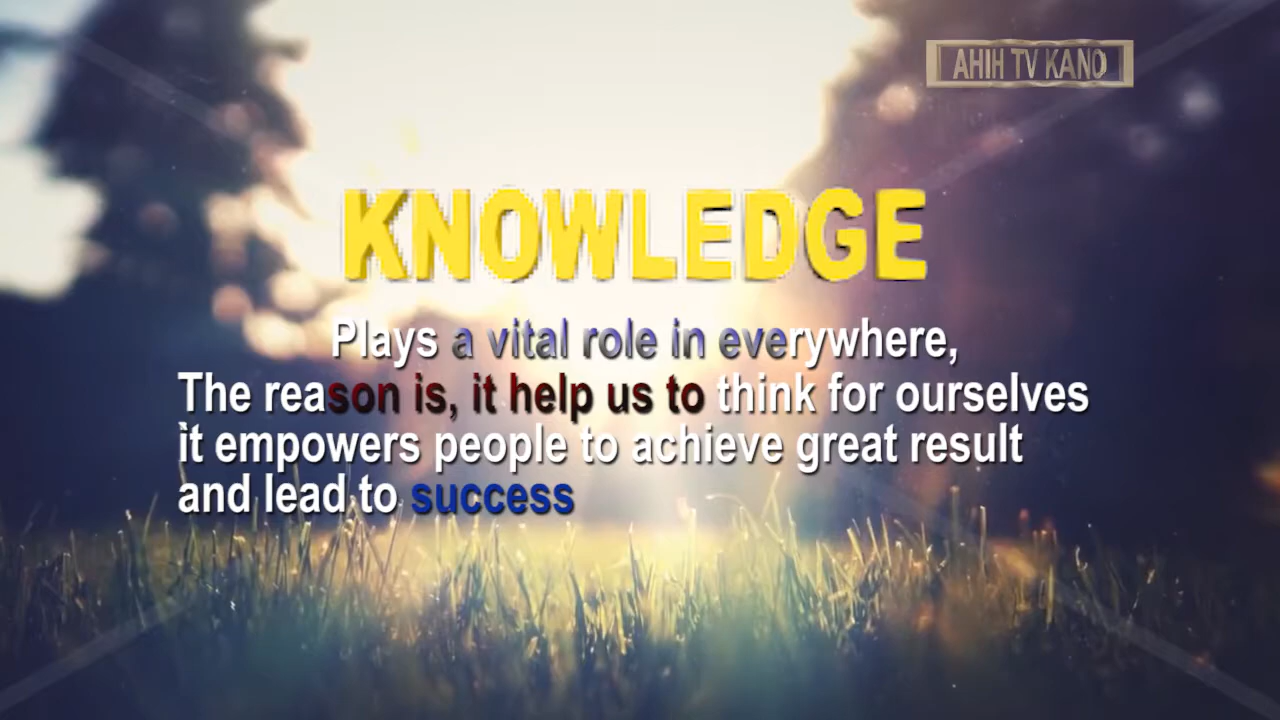 AHIH TV KANO
KNOWLEDGE
Plays a vital role in everywhere,
The reason is, it help us to think for ourselves
it empowers people to achieve great result
and lead to success